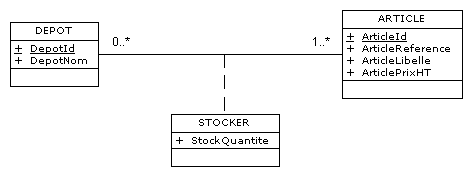 DEPOT
+ DepotId
+ DepotNom
0..*
1..*
ARTICLE
+ ArticleId
+ ArticleReference
+ ArticleLibelle
+ ArticlePrixHT
STOCKER
+ StockQuantite